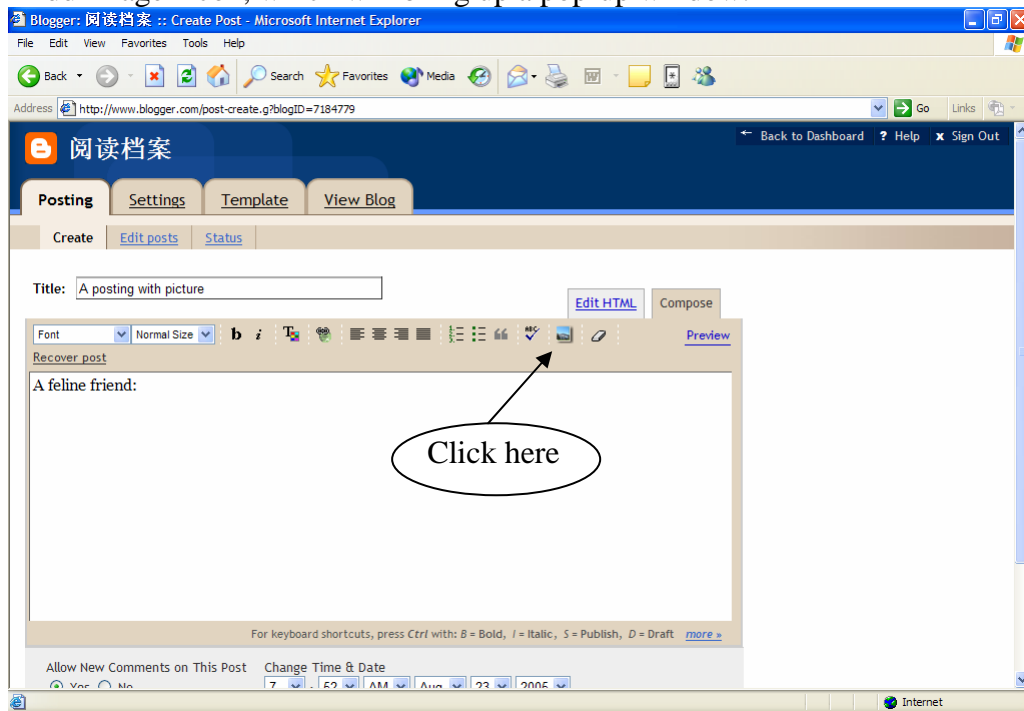 Blogger: 阅读档案 :: Create Post - Microsoft Internet Explorer
File Edit View Favorites Tools Help
Back Search Favorites Media
Address http://www.blogger.com/post-create.g?blogID=7184779 Go Links
阅读档案
Back to Dashboard ? Help x Sign Out
Posting Settings Template View Blog
Create Edit posts Status
Title: A posting with picture
Edit HTML Compose
Font Normal Size b i ABC Preview
Recover post
A feline friend:
Click here
For keyboard shortcuts, press Ctrl with: B = Bold, I = Italic, S = Publish, D = Draft more »
Allow New Comments on This Post Change Time & Date
Yes No 7 : 52 AM Aug 23 2005
Internet